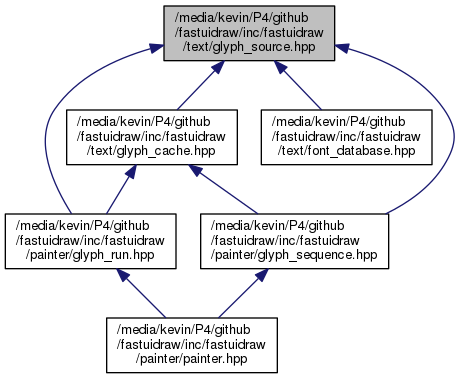 /media/kevin/P4/github
/fastuidraw/inc/fastuidraw
/text/glyph_source.hpp
/media/kevin/P4/github
/fastuidraw/inc/fastuidraw
/text/glyph_cache.hpp
/media/kevin/P4/github
/fastuidraw/inc/fastuidraw
/text/font_database.hpp
/media/kevin/P4/github
/fastuidraw/inc/fastuidraw
/painter/glyph_run.hpp
/media/kevin/P4/github
/fastuidraw/inc/fastuidraw
/painter/glyph_sequence.hpp
/media/kevin/P4/github
/fastuidraw/inc/fastuidraw
/painter/painter.hpp